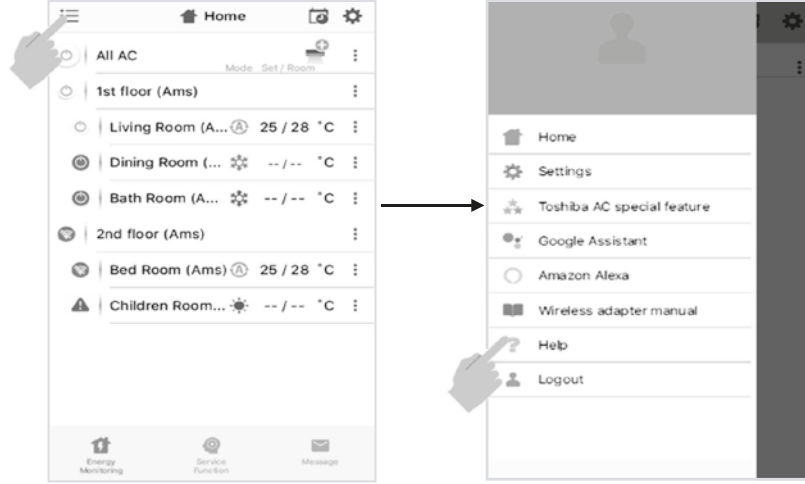 Home
All AC
Mode Set / Room
1st floor (Ams)
Living Room (A... A 25 / 28 °C
Dining Room (... -- / -- °C
Bath Room (A... -- / -- °C
2nd floor (Ams)
Bed Room (Ams) A 25 / 28 °C
Children Room... -- / -- °C
Energy
Monitoring
Service
Function
Message
Home
Settings
Toshiba AC special feature
Google Assistant
Amazon Alexa
Wireless adapter manual
? Help
Logout